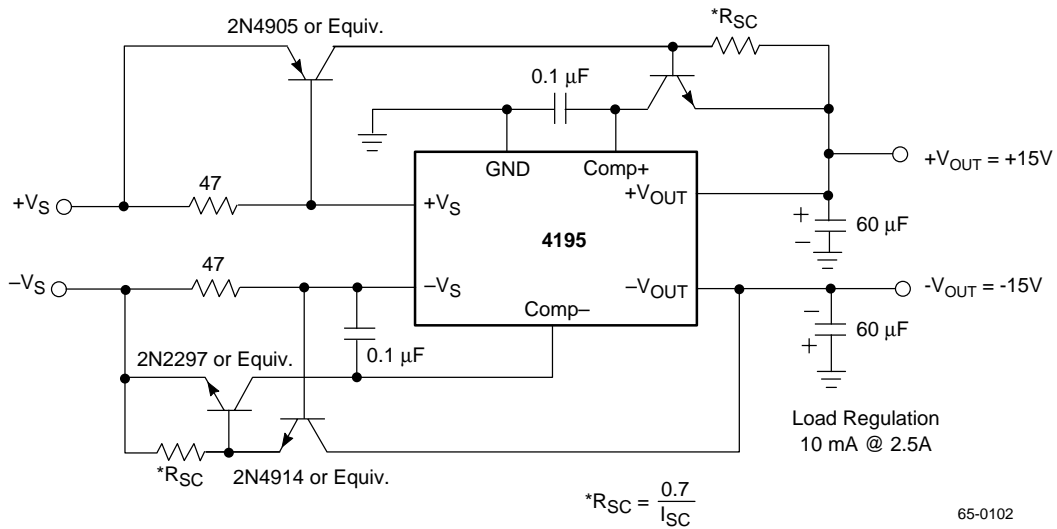 2N4905 or Equiv.
*RSC
0.1 μF
GND
Comp+
+VOUT = +15V
47
+VS
+VS
+VOUT
60 μF
+
–
4195
47
–VS
–VS
–VOUT
-VOUT = -15V
Comp–
–
+
60 μF
0.1 μF
2N2297 or Equiv.
Load Regulation
10 mA @ 2.5A
*RSC
2N4914 or Equiv.
*RSC = 0.7
ISC
65-0102